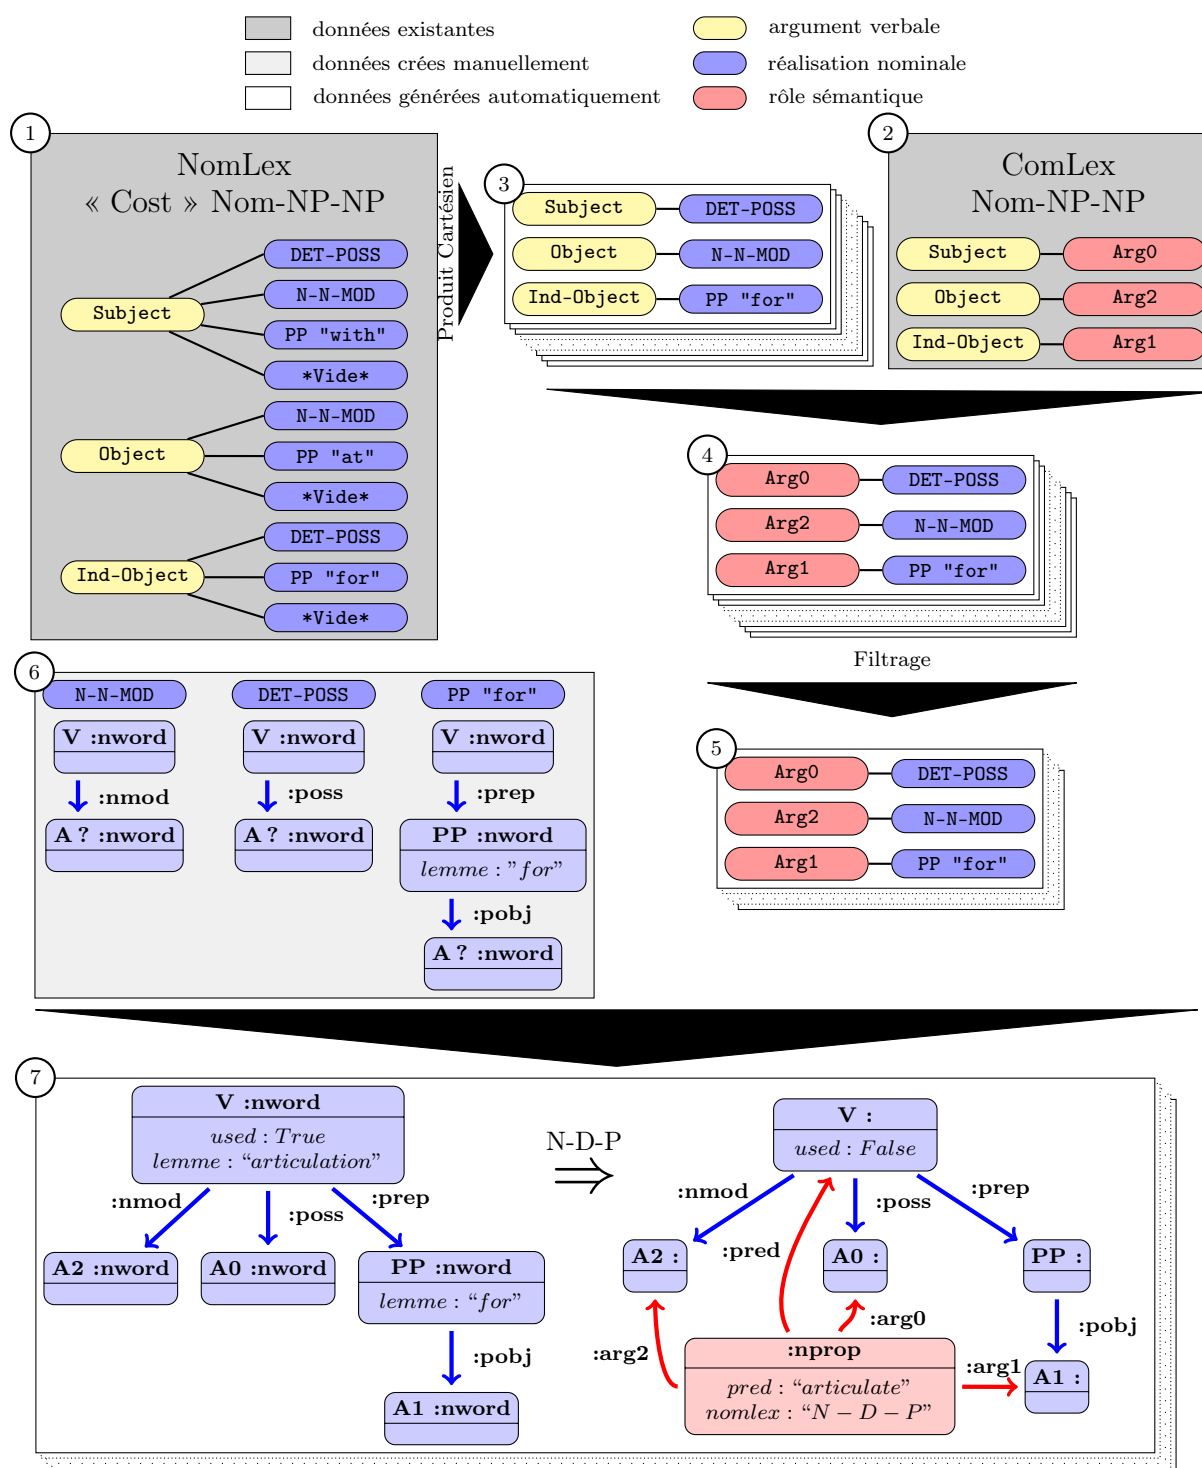 données existantes
argument verbale
données crées manuellement
réalisation nominale
données générées automatiquement
rôle sémantique
1
NomLex
« Cost » Nom-NP-NP
Subject
DET-POSS
N-N-MOD
PP "with"
*Vide*
Object
N-N-MOD
PP "at"
*Vide*
Ind-Object
DET-POSS
PP "for"
*Vide*
Produit Cartésien
3
Subject
DET-POSS
Object
N-N-MOD
Ind-Object
PP "for"
2
ComLex
Nom-NP-NP
Subject
Arg0
Object
Arg2
Ind-Object
Arg1
4
Arg0
DET-POSS
Arg2
N-N-MOD
Arg1
PP "for"
Filtrage
5
Arg0
DET-POSS
Arg2
N-N-MOD
Arg1
PP "for"
6
N-N-MOD
V :nword
:nmod
A ? :nword
DET-POSS
V :nword
:poss
A ? :nword
PP "for"
V :nword
:prep
PP :nword
lemme : ”for”
:pobj
A ? :nword
7
V :nword
used : True
lemme : “articulation”
:nmod
:poss
:prep
A2 :nword
A0 :nword
PP :nword
lemme : “for”
:pobj
A1 :nword
N-D-P
V :
used : False
:nmod
:pred
:poss
:prep
A2 :
A0 :
PP :
:arg2
:arg0
:pobj
:nprop
pred : “articulate”
nomlex : “N − D − P”
:arg1
A1 :